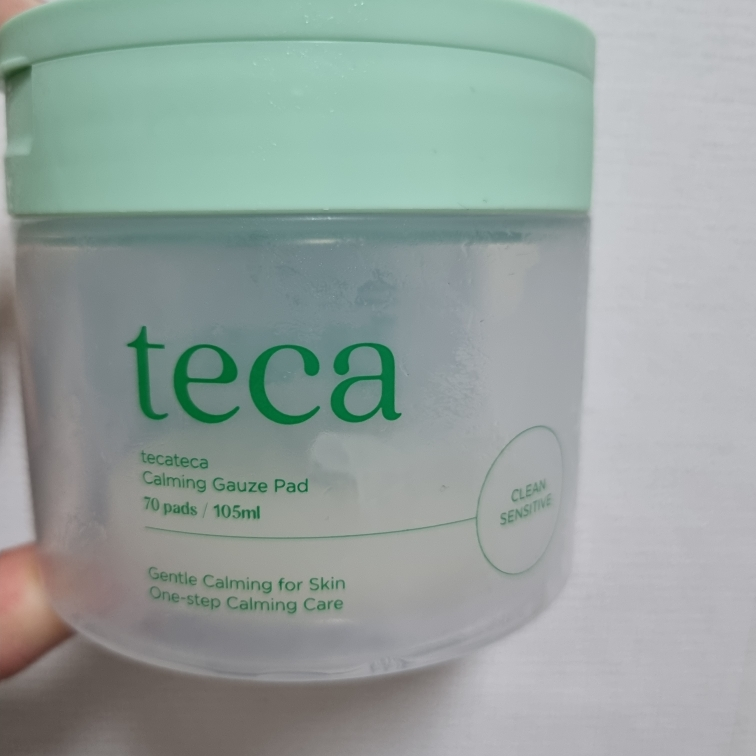 teca
tecateca
Calming Gauze Pad
70 pads / 105ml
CLEAN
SENSITIVE
Gentle Calming for Skin
One-step Calming Care